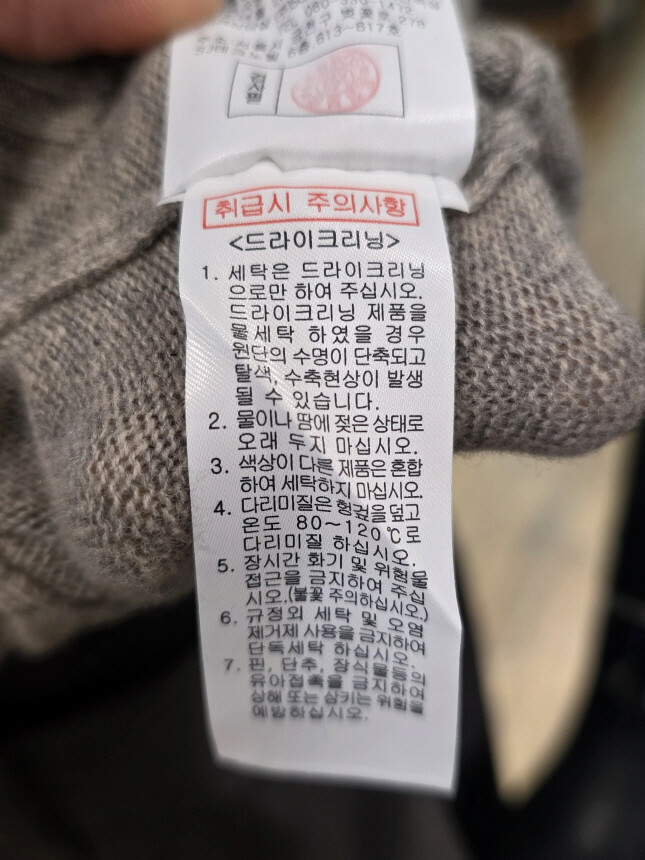 613~617호
검사필
취급시 주의사항
<드라이크리닝>
1. 세탁은 드라이크리닝
으로만 하여 주십시오.
드라이크리닝 제품을
물세탁 하였을 경우
원단의 수명이 단축되고
탈색, 수축현상이 발생
될 수 있습니다.
2. 물이나 땀에 젖은 상태로
오래 두지 마십시오.
3. 색상이 다른 제품은 혼합
하여 세탁하지 마십시오.
4. 다리미질은 헝겊을 덮고
온도 80~120℃로
다리미질 하십시오.
5. 장시간 화기 및 위험물
접근을 금지하여 주십
시오.(불꽃 주의하십시오.)
6. 규정외 세탁 및 오염
제거제 사용을 금지하여
단독세탁 하십시오.
7. 핀, 단추, 장식물등의
유아접촉을 금지하여
상해 또는 삼키는 위험을
예방하십시오.